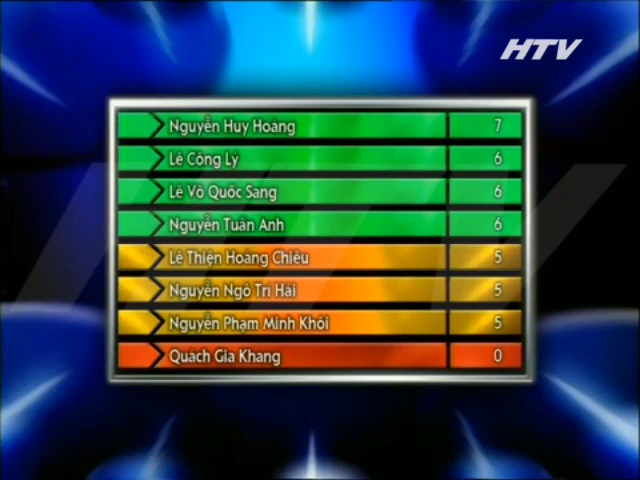 HTV
Nguyễn Huy Hoàng 7
Lê Công Lý 6
Lê Võ Quốc Sang 6
Nguyễn Tuấn Anh 6
Lê Thiện Hoàng Chiêu 5
Nguyễn Ngô Trí Hải 5
Nguyễn Phạm Minh Khôi 5
Quách Gia Khang 0